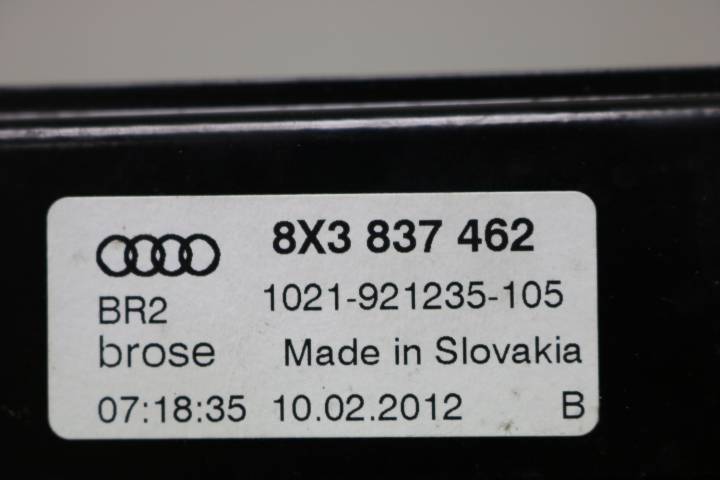 8X3 837 462
BR2 1021-921235-105
brose Made in Slovakia
07:18:35 10.02.2012 B